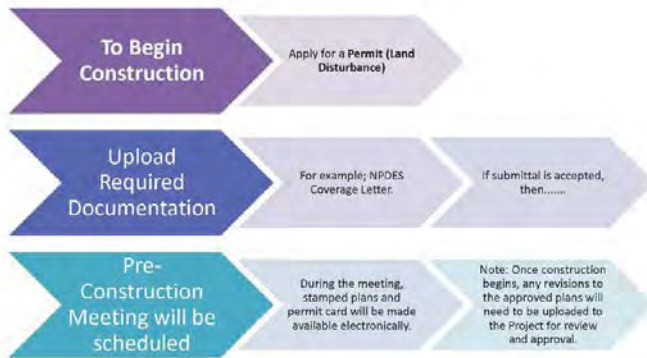 To Begin
Construction
Apply for a Permit (Land
Disturbance)
Upload
Required
Documentation
For example; NPDES
Coverage Letter.
If submittal is accepted,
then.......
Pre-
Construction
Meeting will be
scheduled
During the meeting,
stamped plans and
permit card will be made
available electronically.
Note: Once construction
begins, any revisions to
the approved plans will
need to be uploaded to
the Project for review
and approval.